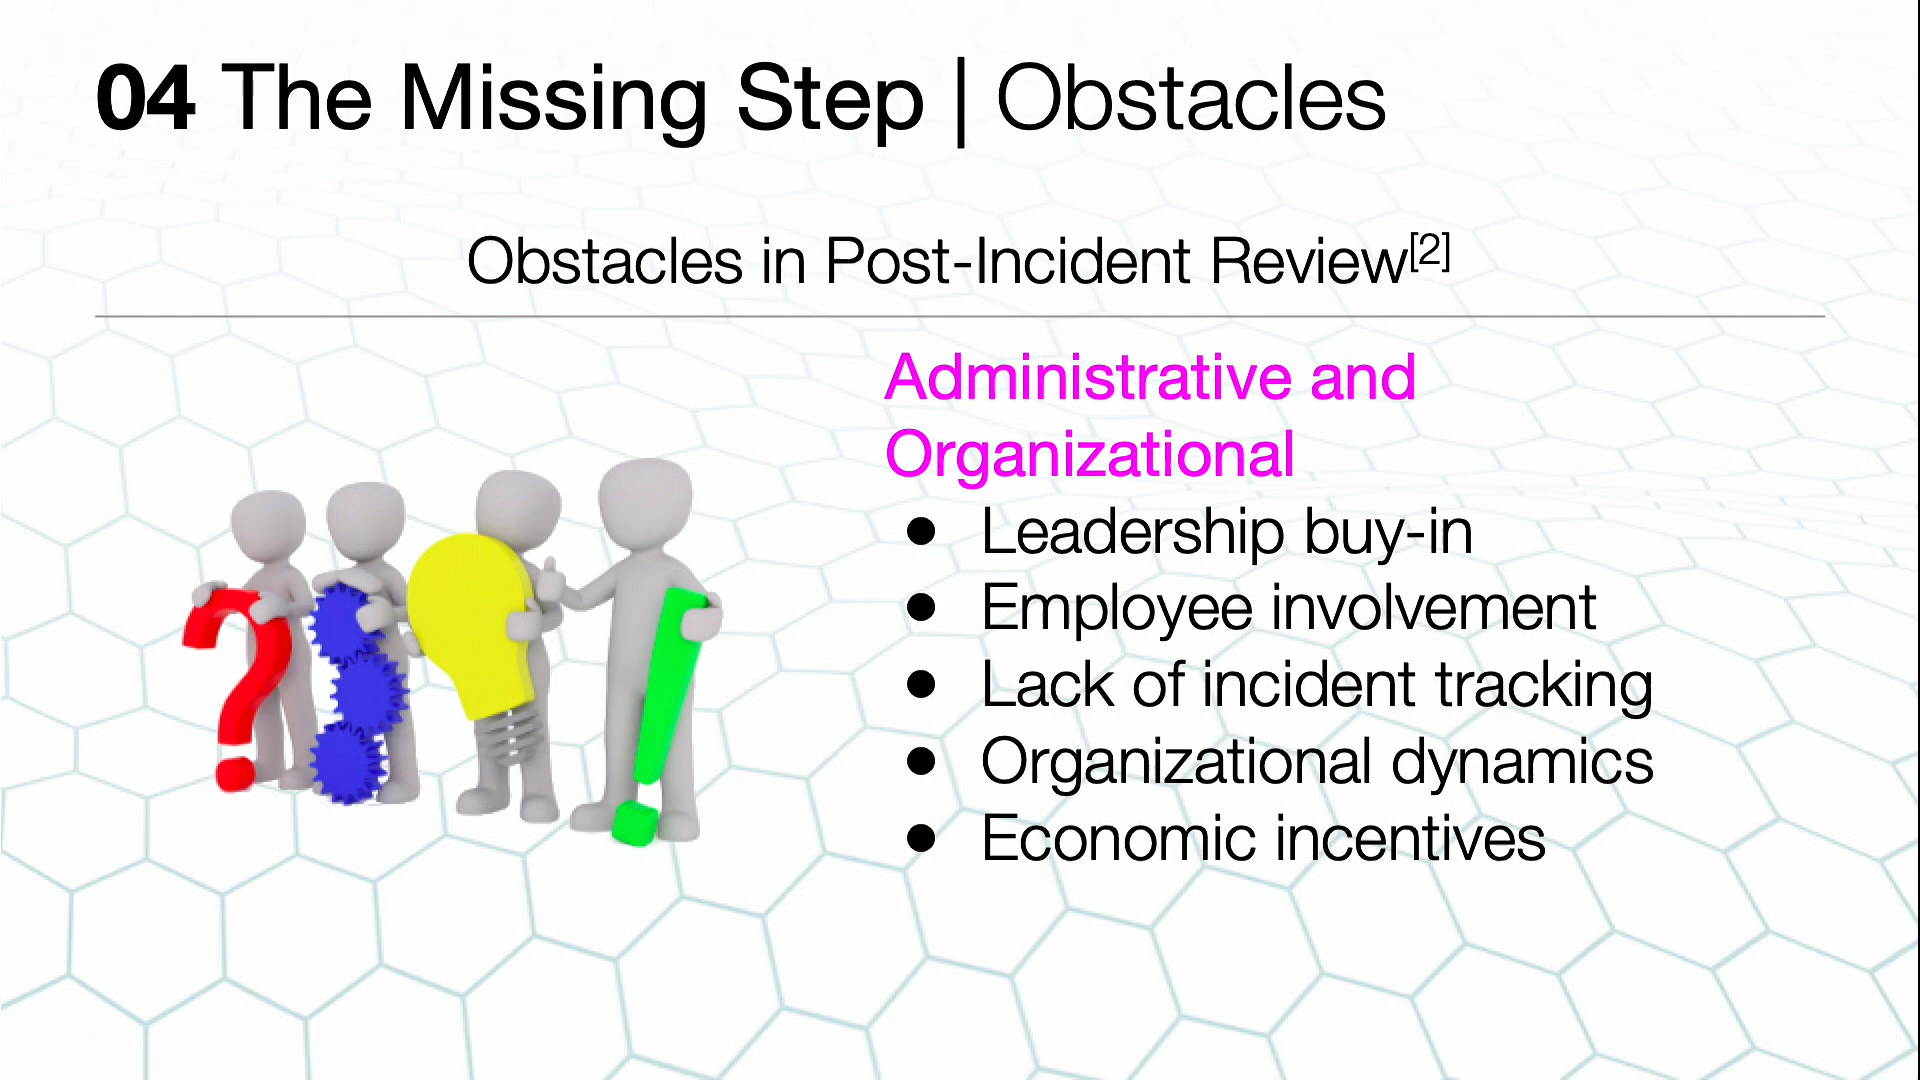 04 The Missing Step | Obstacles
Obstacles in Post-Incident Review[2]
Administrative and
Organizational
● Leadership buy-in
● Employee involvement
● Lack of incident tracking
● Organizational dynamics
● Economic incentives